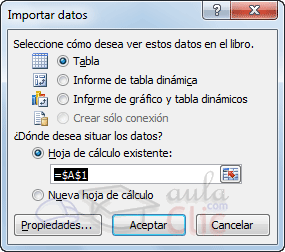 Importar datos
Seleccione cómo desea ver estos datos en el libro.
Tabla
Informe de tabla dinámica
Informe de gráfico y tabla dinámicos
Crear sólo conexión
¿Dónde desea situar los datos?
Hoja de cálculo existente:
=$A$1
Nueva hoja de cálculo
aula
Clic
.com
Propiedades...
Aceptar
Cancelar